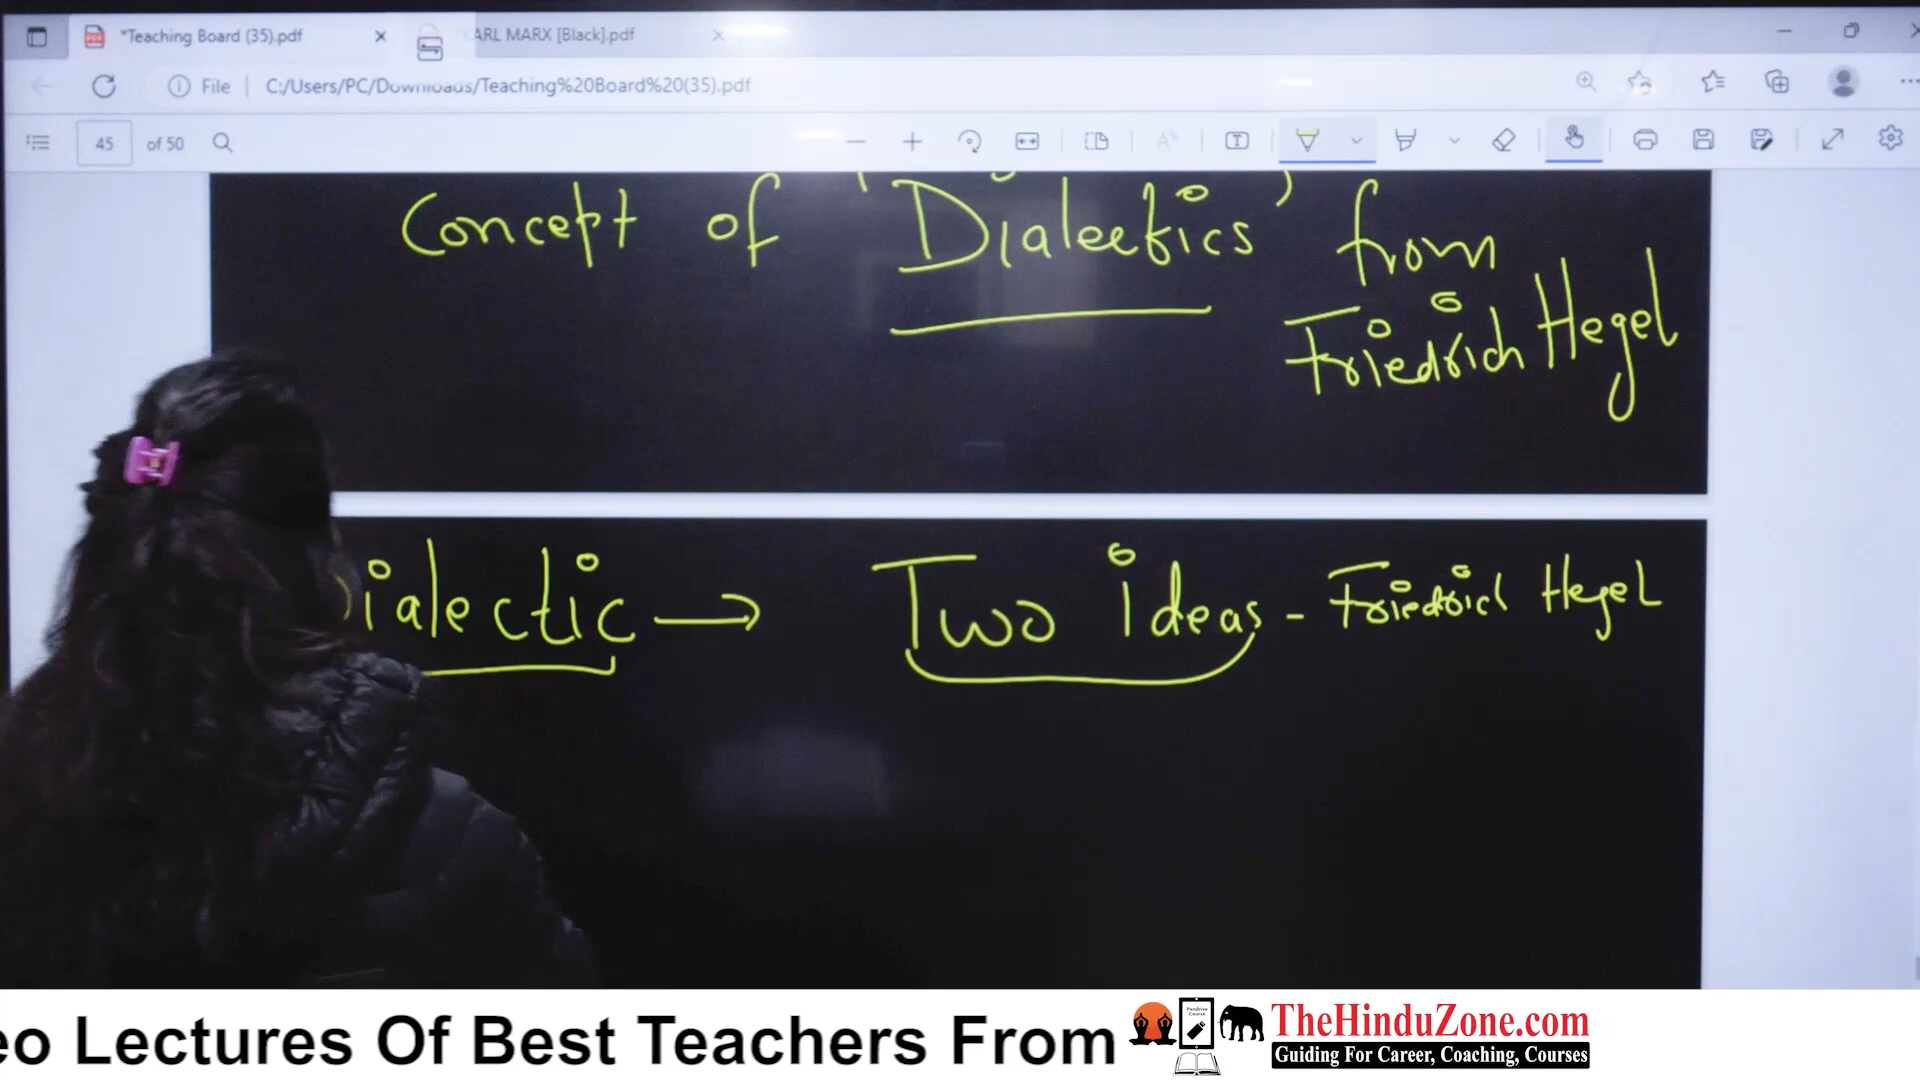 *Teaching Board (35).pdf
ARL MARX [Black].pdf
File
C:/Users/PC/Downloads/Teaching%20Board%20(35).pdf
45 of 50
Concept of 'Dialectics' from
Friedrich Hegel
ialectic → Two ideas - Friedrich Hegel
eo Lectures Of Best Teachers From
Pendrive Course
TheHinduZone.com
Guiding For Career, Coaching, Courses